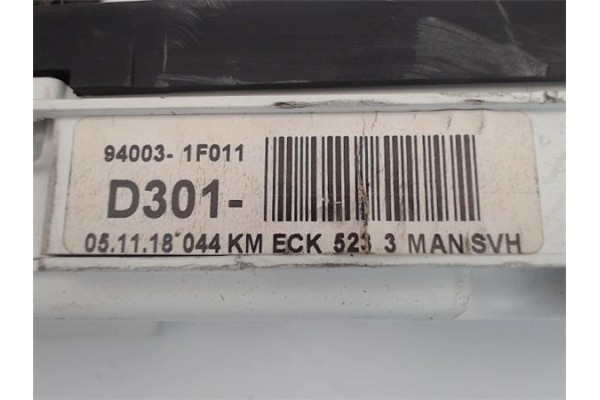 94003- 1F011
D301-
05.11.18 044 KM ECK 523 3 MAN SVH